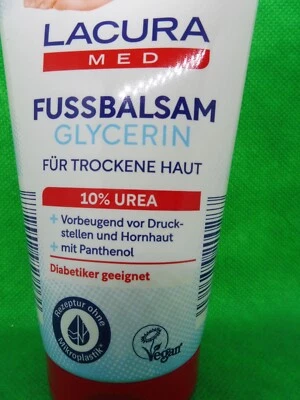 LACURA
MED
FUSSBALSAM
GLYCERIN
FÜR TROCKENE HAUT
10% UREA
+ Vorbeugend vor Druck-
stellen und Hornhaut
+ mit Panthenol
Diabetiker geeignet
Rezeptur ohne
Mikroplastik*
Vegan